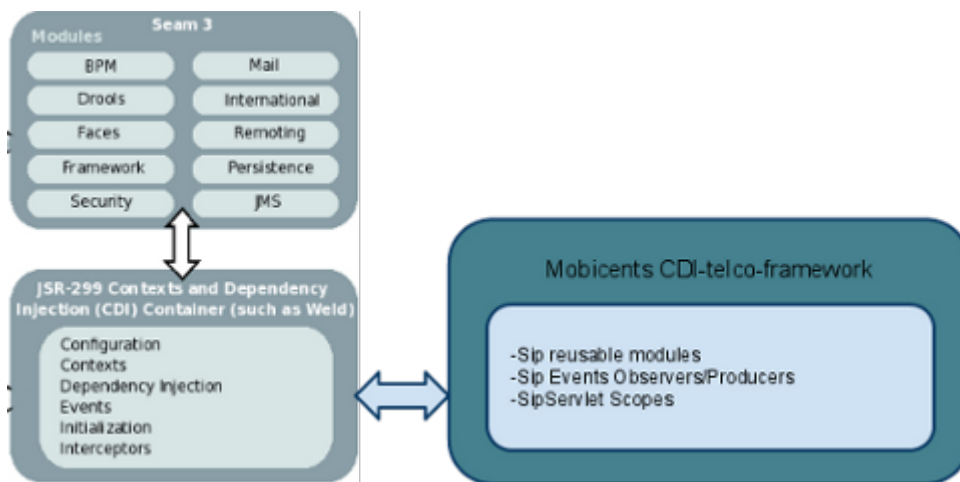 Seam 3
Modules
BPM
Mail
Drools
International
Faces
Remoting
Framework
Persistence
Security
JMS
JSR-299 Contexts and Dependency
Injection (CDI) Container (such as Weld)
Configuration
Contexts
Dependency Injection
Events
Initialization
Interceptors
Mobicents CDI-telco-framework
-Sip reusable modules
-Sip Events Observers/Producers
-SipServlet Scopes